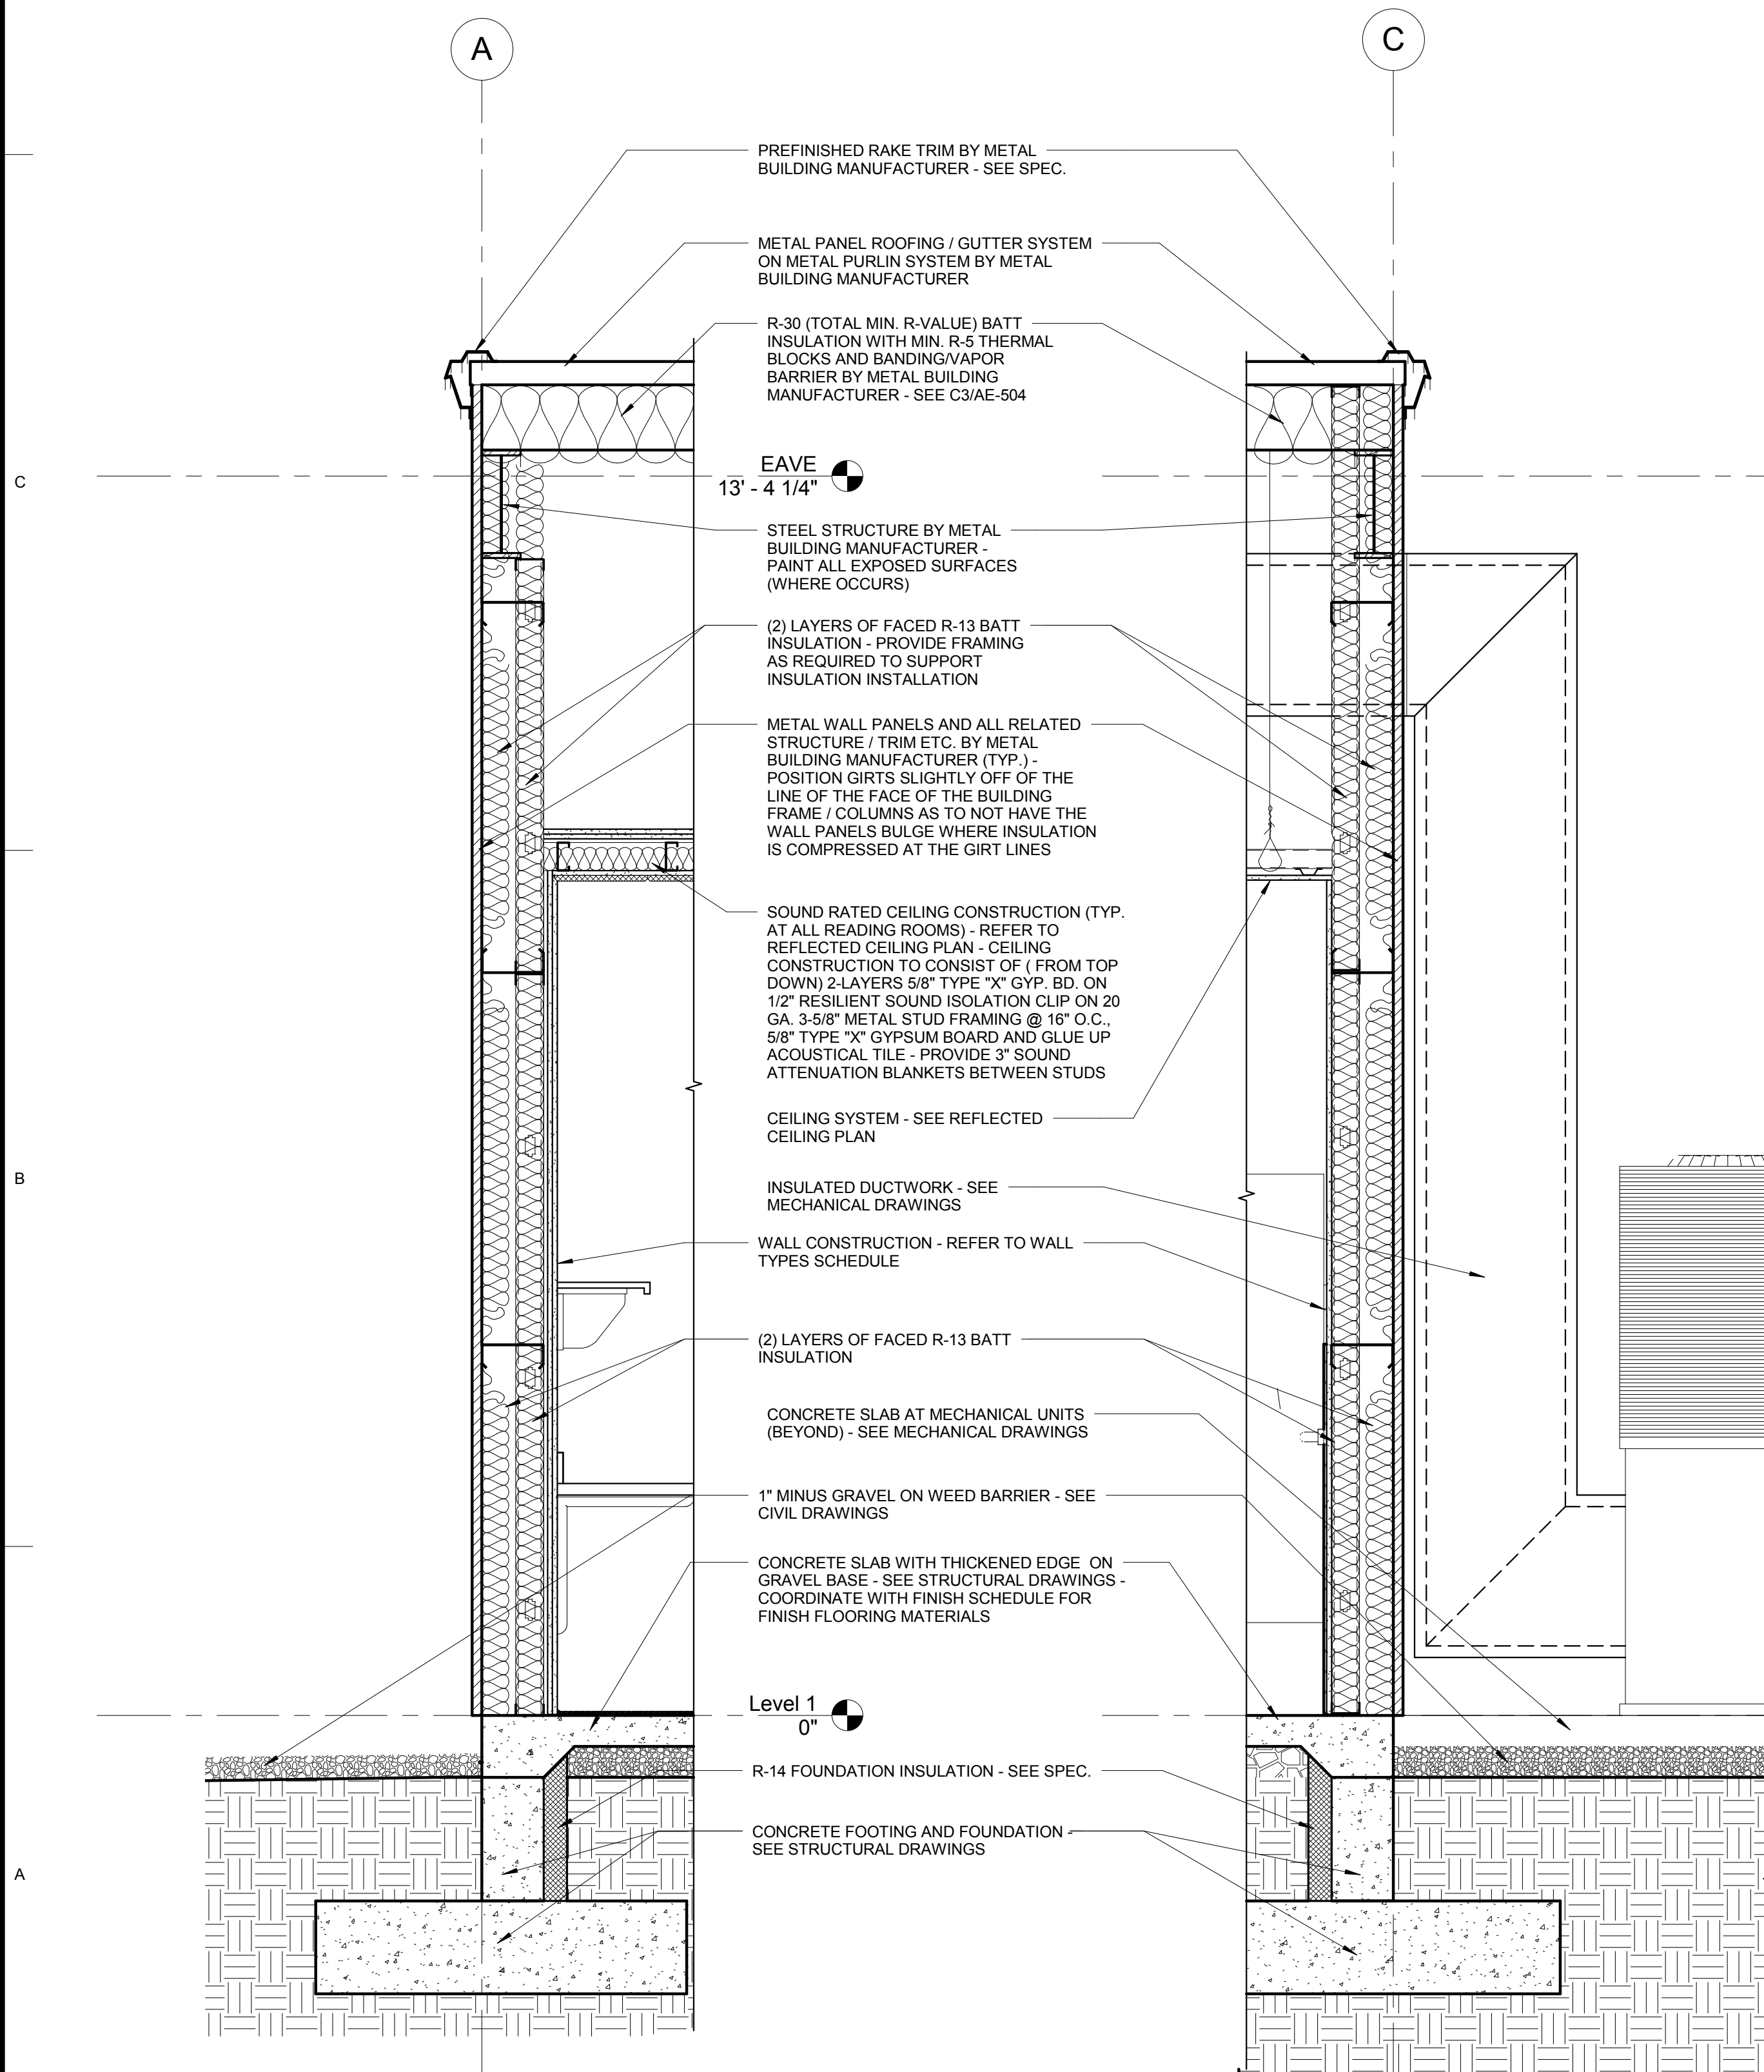 A
C
PREFINISHED RAKE TRIM BY METAL
BUILDING MANUFACTURER - SEE SPEC.
METAL PANEL ROOFING / GUTTER SYSTEM
ON METAL PURLIN SYSTEM BY METAL
BUILDING MANUFACTURER
R-30 (TOTAL MIN. R-VALUE) BATT
INSULATION WITH MIN. R-5 THERMAL
BLOCKS AND BANDING/VAPOR
BARRIER BY METAL BUILDING
MANUFACTURER - SEE C3/AE-504
C
EAVE
13' - 4 1/4"
STEEL STRUCTURE BY METAL
BUILDING MANUFACTURER -
PAINT ALL EXPOSED SURFACES
(WHERE OCCURS)
(2) LAYERS OF FACED R-13 BATT
INSULATION - PROVIDE FRAMING
AS REQUIRED TO SUPPORT
INSULATION INSTALLATION
METAL WALL PANELS AND ALL RELATED
STRUCTURE / TRIM ETC. BY METAL
BUILDING MANUFACTURER (TYP.) -
POSITION GIRTS SLIGHTLY OFF OF THE
LINE OF THE FACE OF THE BUILDING
FRAME / COLUMNS AS TO NOT HAVE THE
WALL PANELS BULGE WHERE INSULATION
IS COMPRESSED AT THE GIRT LINES
SOUND RATED CEILING CONSTRUCTION (TYP.
AT ALL READING ROOMS) - REFER TO
REFLECTED CEILING PLAN - CEILING
CONSTRUCTION TO CONSIST OF ( FROM TOP
DOWN) 2-LAYERS 5/8" TYPE "X" GYP. BD. ON
1/2" RESILIENT SOUND ISOLATION CLIP ON 20
GA. 3-5/8" METAL STUD FRAMING @ 16" O.C.,
5/8" TYPE "X" GYPSUM BOARD AND GLUE UP
ACOUSTICAL TILE - PROVIDE 3" SOUND
ATTENUATION BLANKETS BETWEEN STUDS
CEILING SYSTEM - SEE REFLECTED
CEILING PLAN
B
INSULATED DUCTWORK - SEE
MECHANICAL DRAWINGS
WALL CONSTRUCTION - REFER TO WALL
TYPES SCHEDULE
(2) LAYERS OF FACED R-13 BATT
INSULATION
CONCRETE SLAB AT MECHANICAL UNITS
(BEYOND) - SEE MECHANICAL DRAWINGS
1" MINUS GRAVEL ON WEED BARRIER - SEE
CIVIL DRAWINGS
CONCRETE SLAB WITH THICKENED EDGE ON
GRAVEL BASE - SEE STRUCTURAL DRAWINGS -
COORDINATE WITH FINISH SCHEDULE FOR
FINISH FLOORING MATERIALS
Level 1
0"
R-14 FOUNDATION INSULATION - SEE SPEC.
CONCRETE FOOTING AND FOUNDATION -
SEE STRUCTURAL DRAWINGS
A